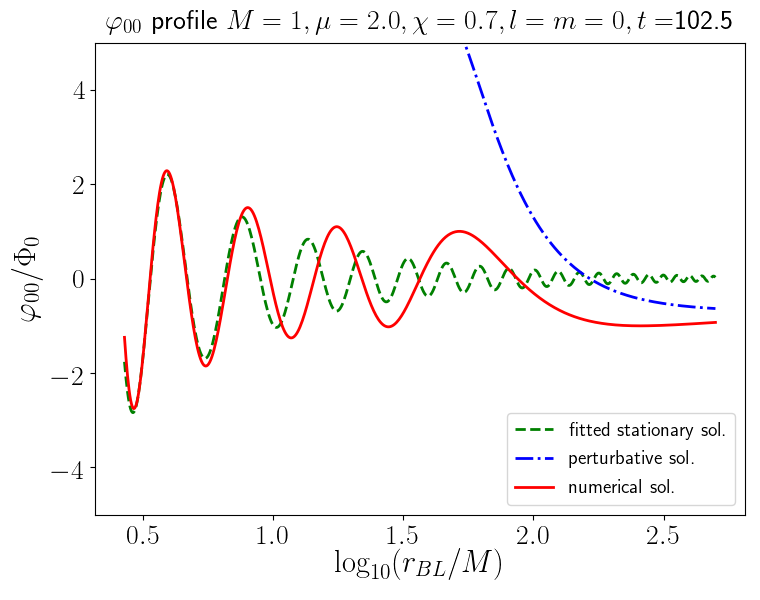 φ₀₀ profile M = 1, μ = 2.0, χ = 0.7, l = m = 0, t =102.5
φ₀₀/Φ₀
4
2
0
−2
−4
fitted stationary sol.
perturbative sol.
numerical sol.
0.5 1.0 1.5 2.0 2.5
log₁₀(r_BL/M)